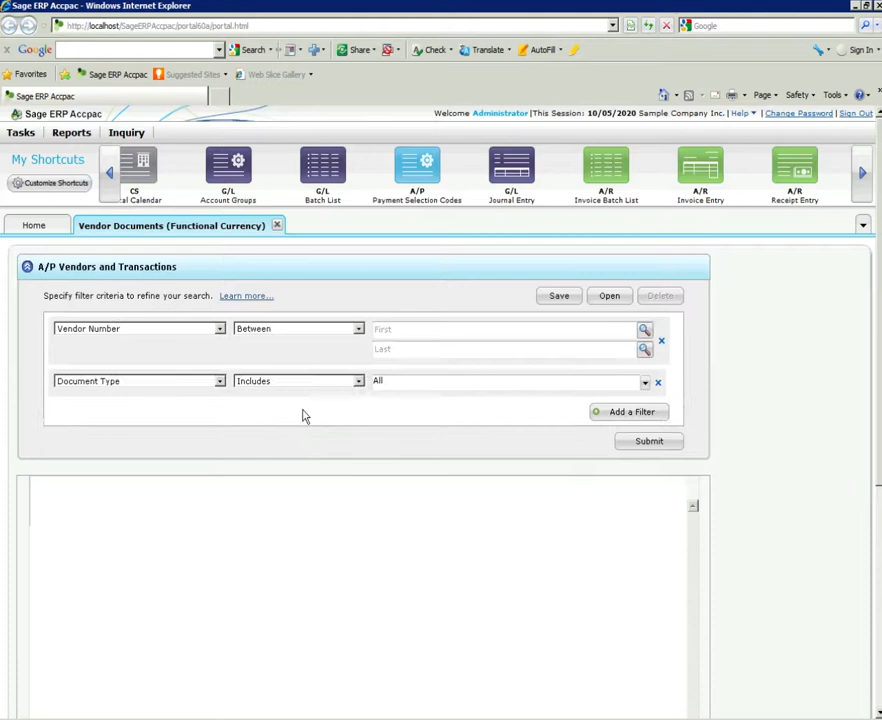 Sage ERP Accpac - Windows Internet Explorer
http://localhost/SageERPAccpac/portal60a/portal.html
Google
Google
Search
Share
Check
Translate
AutoFill
Sign In
Favorites
Sage ERP Accpac
Suggested Sites
Web Slice Gallery
Sage ERP Accpac
Page
Safety
Tools
Sage ERP Accpac
Welcome Administrator |This Session: 10/05/2020 Sample Company Inc. | Help | Change Password | Sign Out
Tasks Reports Inquiry
My Shortcuts
Customize Shortcuts
CS
al Calendar
G/L
Account Groups
G/L
Batch List
A/P
Payment Selection Codes
G/L
Journal Entry
A/R
Invoice Batch List
A/R
Invoice Entry
A/R
Receipt Entry
Home
Vendor Documents (Functional Currency)
A/P Vendors and Transactions
Specify filter criteria to refine your search. Learn more...
Save
Open
Delete
Vendor Number
Between
First
Last
Document Type
Includes
All
Add a Filter
Submit